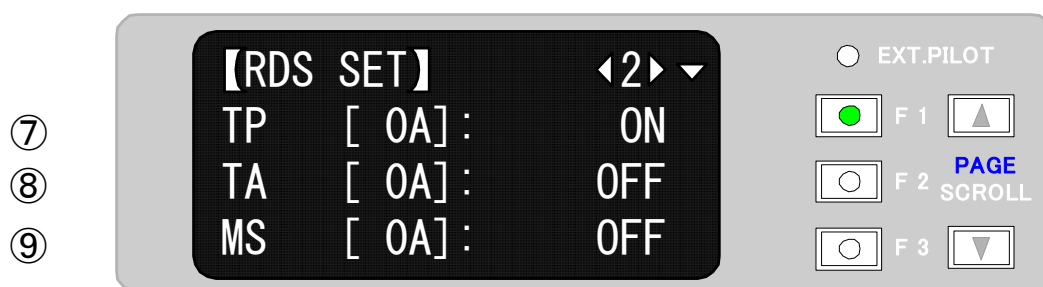 【RDS SET】 ◀2▶ ▼
EXT.PILOT
⑦ TP [ 0A]: ON
F 1
⑧ TA [ 0A]: OFF
F 2
PAGE
SCROLL
⑨ MS [ 0A]: OFF
F 3